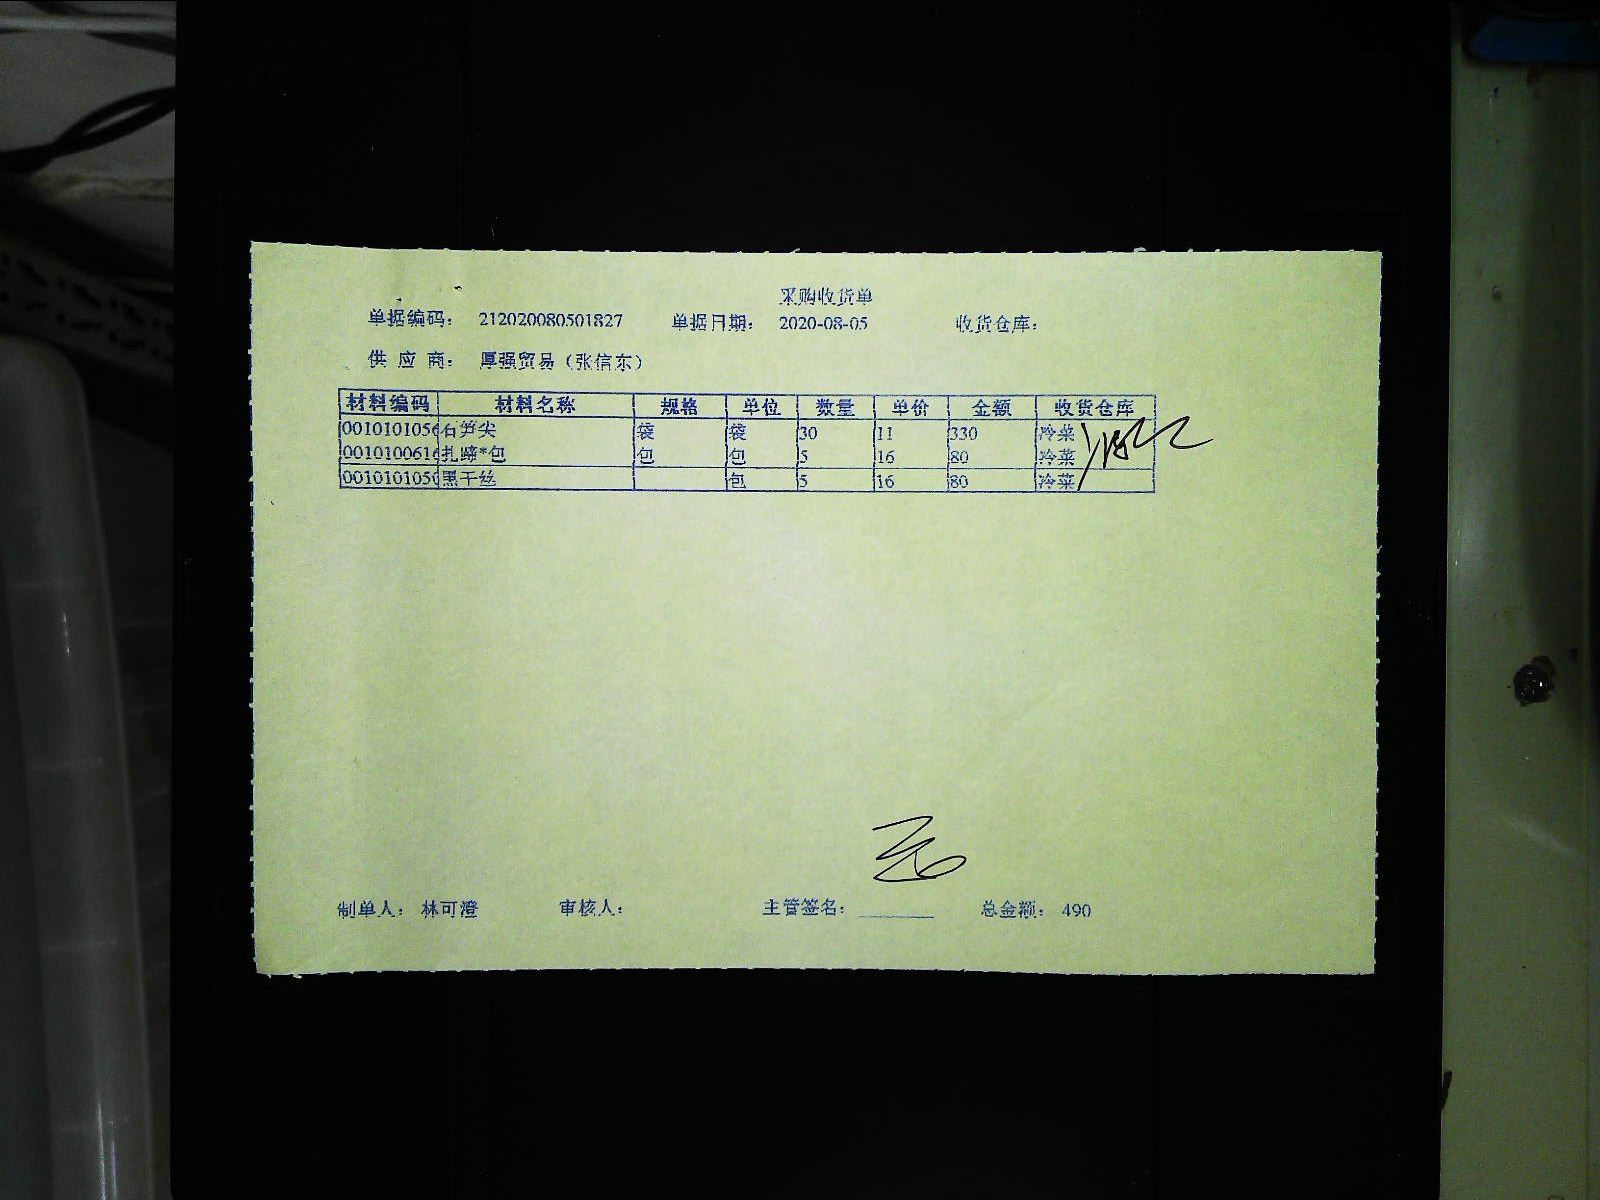 采购收货单
单据编码： 212020080501827 单据日期： 2020-08-05 收货仓库：
供 应 商： 厚强贸易（张信东）
材料编码 材料名称 规格 单位 数量 单价 金额 收货仓库
0010101056 石笋尖 袋 袋 30 11 330 冷菜
0010100616 扎蹄*包 包 包 5 16 80 冷菜
0010101050 黑干丝 包 5 16 80 冷菜
制单人： 林可澄 审核人： 主管签名： 总金额： 490